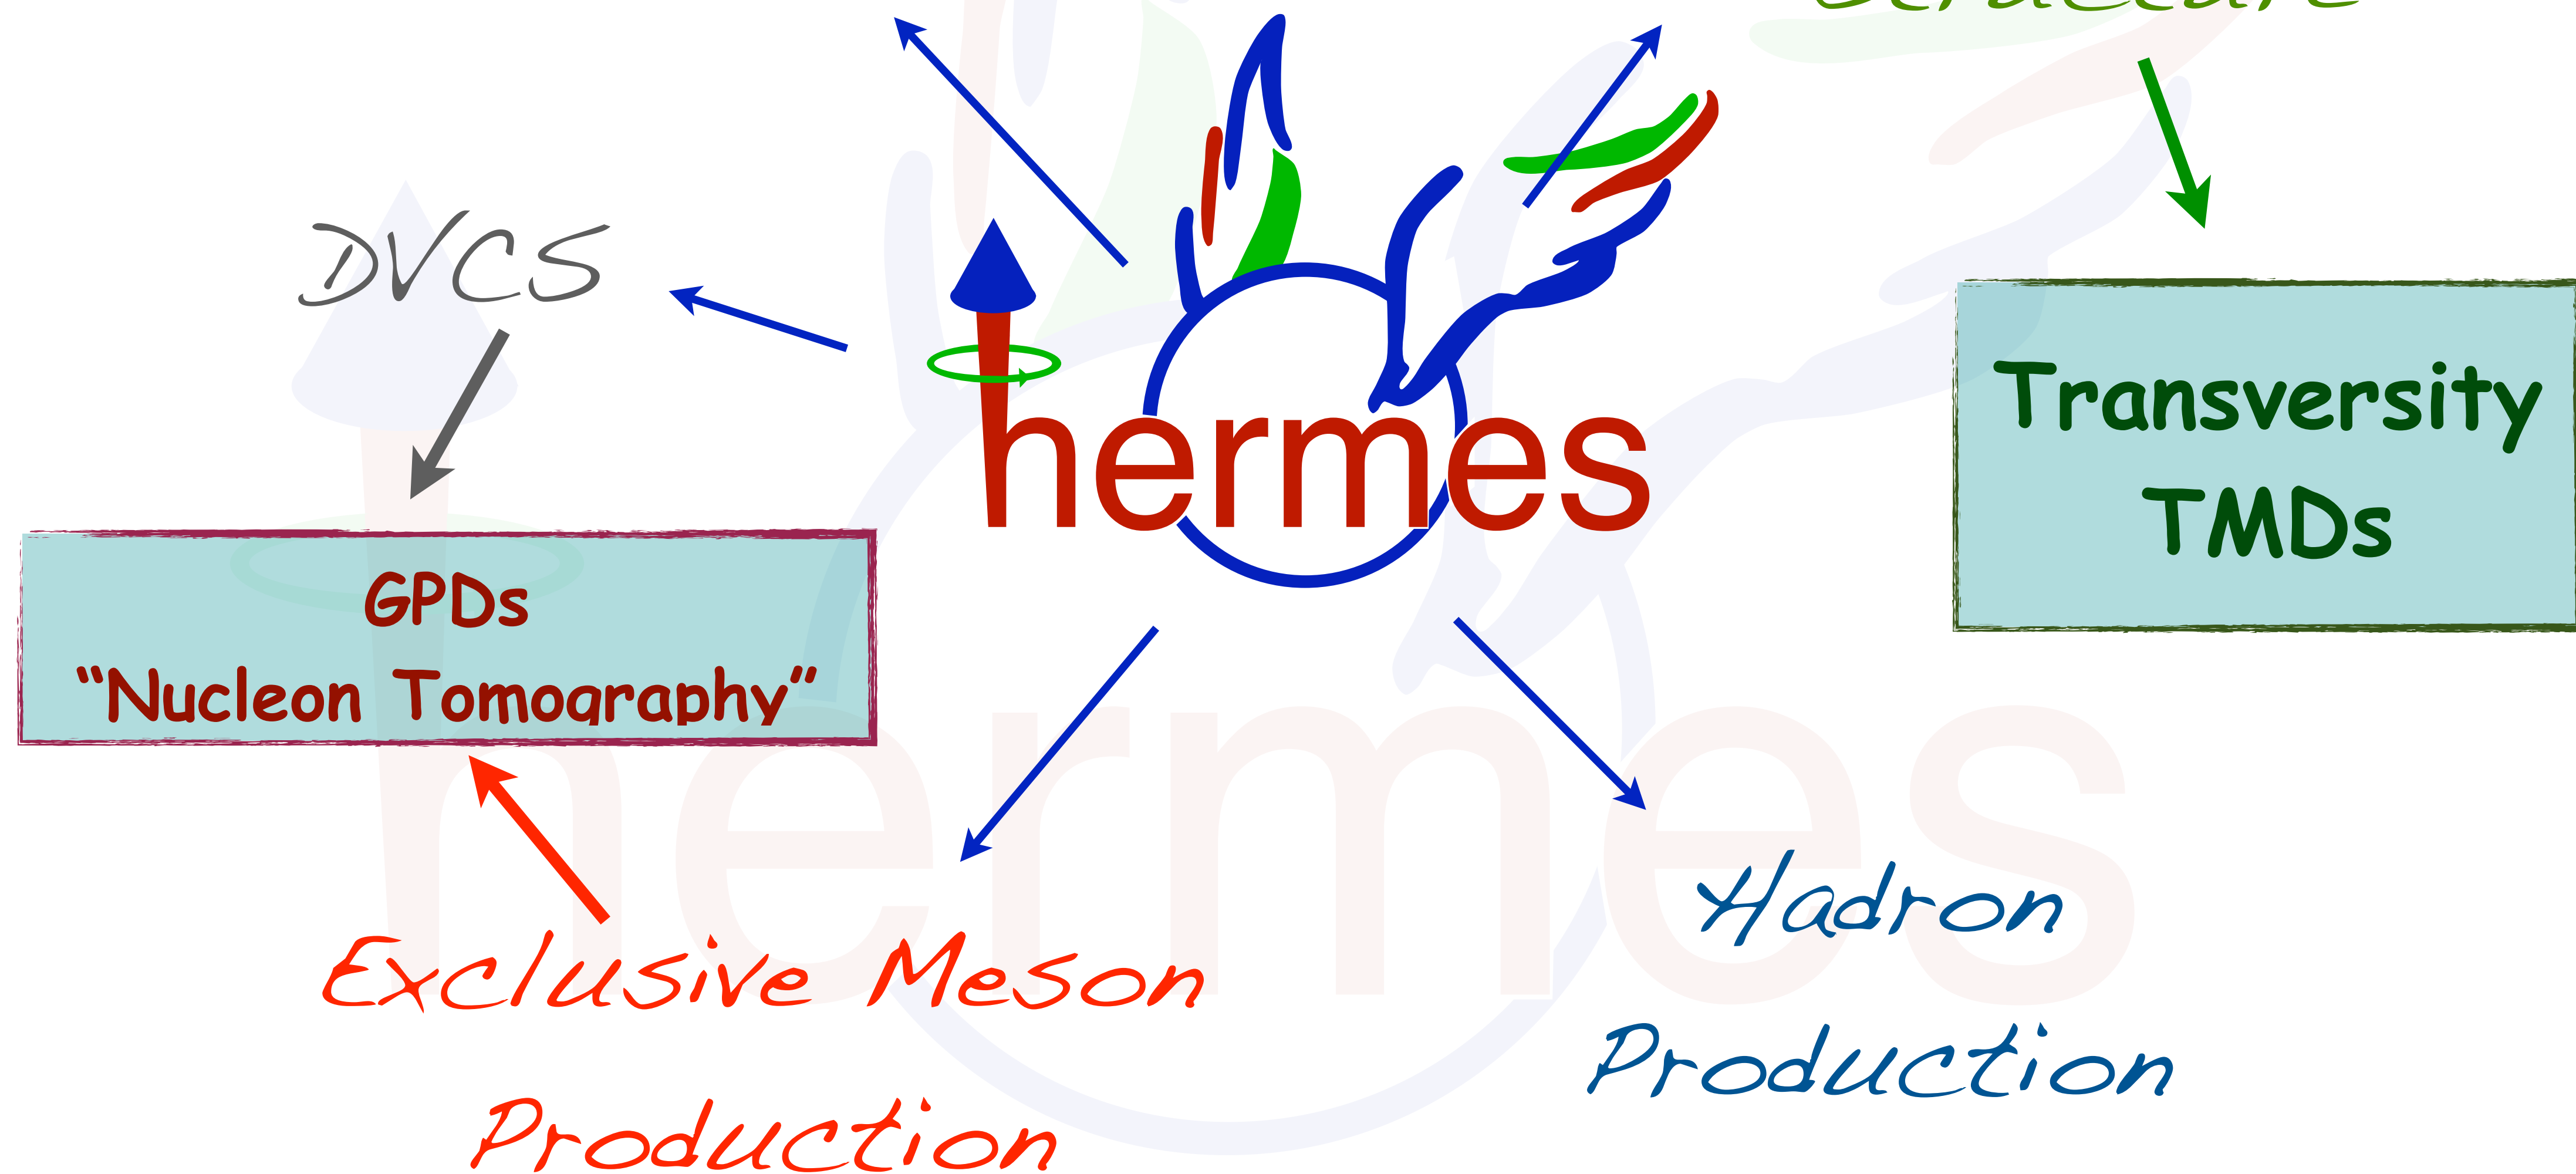 DVCS
hermes
Transversity
TMDs
GPDs
“Nucleon Tomography”
Exclusive Meson
Production
Hadron
Production